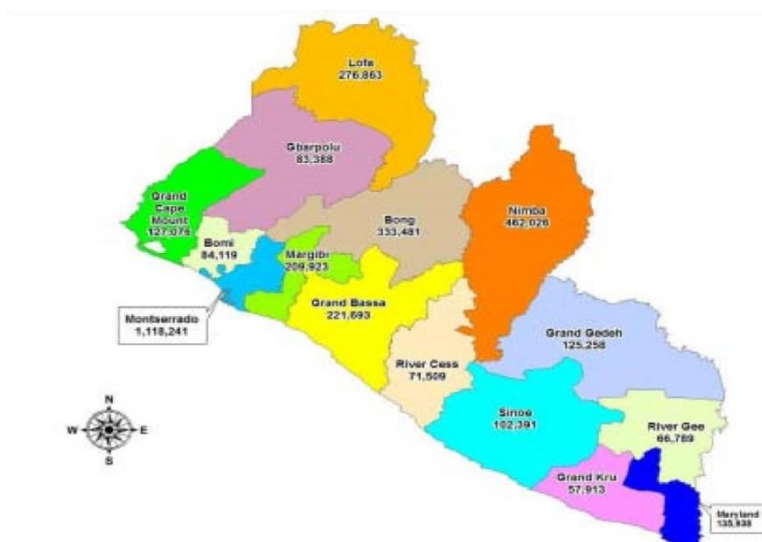 Lofa
276,863
Gbarpolu
83,388
Grand
Cape
Mount
127,076
Bomi
84,119
Margibi
209,923
Bong
333,481
Nimba
462,026
Montserrado
1,118,241
Grand Bassa
221,693
River Cess
71,509
Grand Gedeh
125,258
Sinoe
102,391
River Gee
66,789
Grand Kru
57,913
Maryland
135,938
N
W
E
S